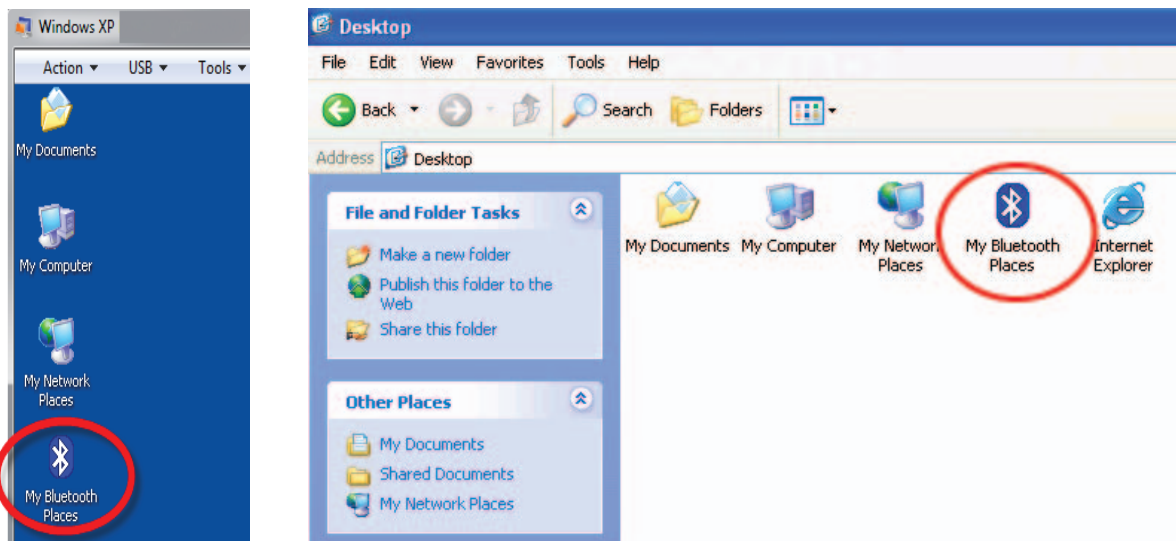 Windows XP
Action USB Tools
My Documents
My Computer
My Network
Places
My Bluetooth
Places
Desktop
File Edit View Favorites Tools Help
Back Search Folders
Address Desktop
File and Folder Tasks
Make a new folder
Publish this folder to the
Web
Share this folder
Other Places
My Documents
Shared Documents
My Network Places
My Documents My Computer My Network My Bluetooth Internet
Places Places Explorer